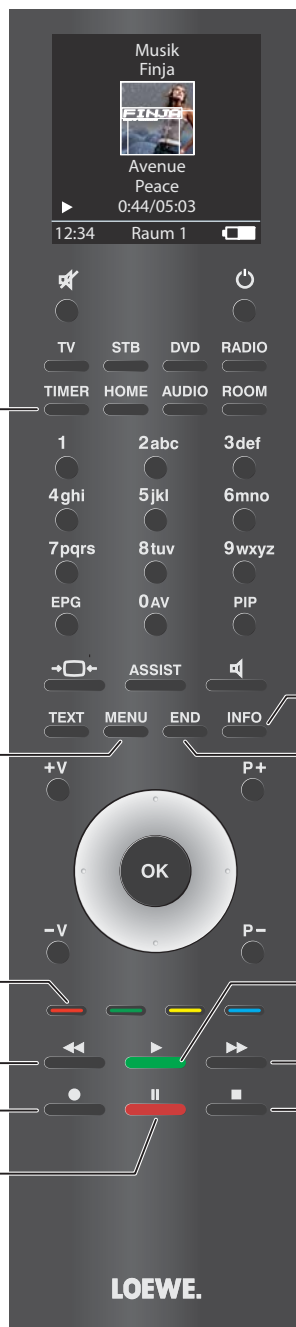 Musik
Finja
FINJA
Avenue
Peace
0:44/05:03
12:34 Raum 1
TV STB DVD RADIO
TIMER HOME AUDIO ROOM
1 2abc 3def
4ghi 5jkl 6mno
7pqrs 8tuv 9wxyz
EPG 0AV PIP
ASSIST
TEXT MENU END INFO
+V P+
OK
-V P-
LOEWE.